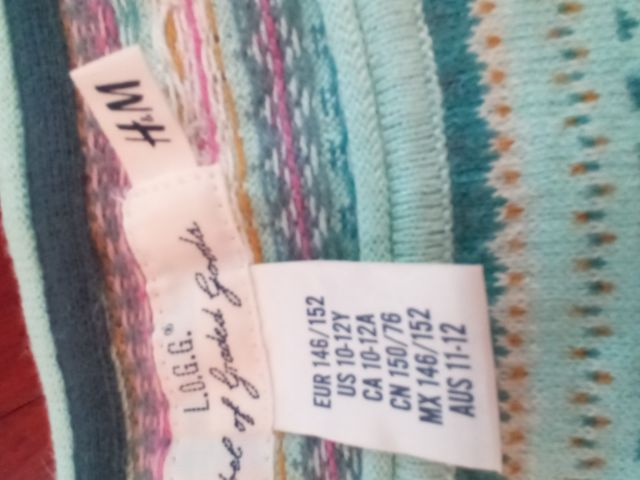 H&M
L.O.G.G.®
of Graded Goods
EUR 146/152
US 10-12Y
CA 10-12A
CN 150/76
MX 146/152
AUS 11-12